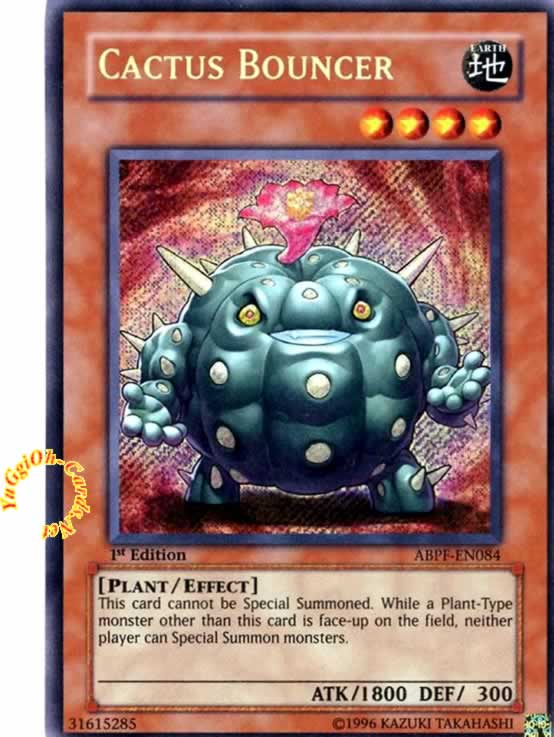 CACTUS BOUNCER
EARTH
地
1st Edition
ABPF-EN084
YuGgiOh-Cards.Net
[PLANT/EFFECT]
This card cannot be Special Summoned. While a Plant-Type
monster other than this card is face-up on the field, neither
player can Special Summon monsters.
ATK/1800 DEF/ 300
31615285
©1996 KAZUKI TAKAHASHI